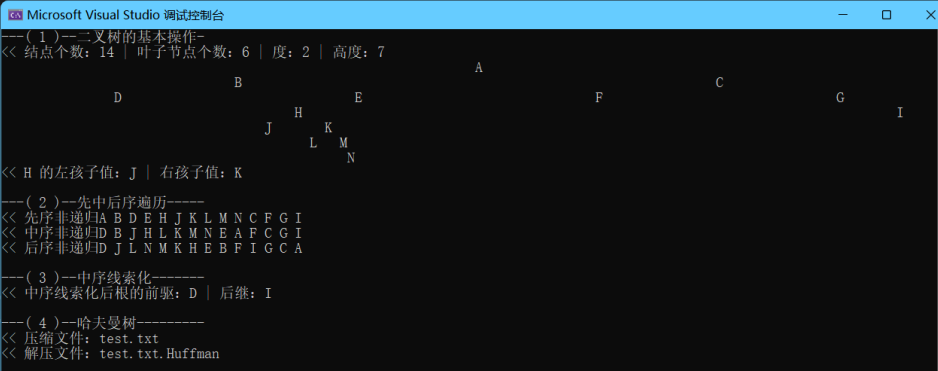 Microsoft Visual Studio 调试控制台
---( 1 )--二叉树的基本操作-
<< 结点个数: 14 | 叶子节点个数: 6 | 度: 2 | 高度: 7
A
B C
D E F G
H I
J K
L M
N
<< H 的左孩子值: J | 右孩子值: K
---( 2 )--先中后序遍历-----
<< 先序非递归A B D E H J K L M N C F G I
<< 中序非递归D B J H L K M N E A F C G I
<< 后序非递归D J L N M K H E B F I G C A
---( 3 )--中序线索化-------
<< 中序线索化后根的前驱: D | 后继: I
---( 4 )--哈夫曼树---------
<< 压缩文件: test.txt
<< 解压文件: test.txt.Huffman